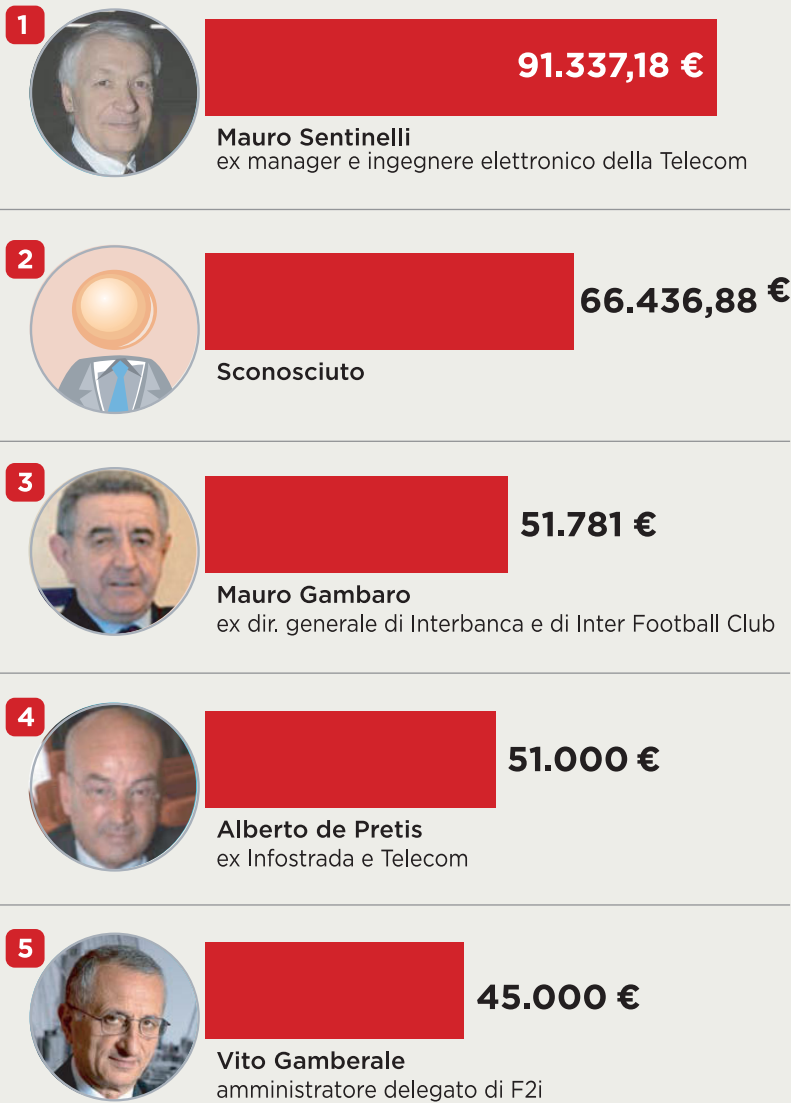 1
91.337,18 €
Mauro Sentinelli
ex manager e ingegnere elettronico della Telecom
2
66.436,88 €
Sconosciuto
3
51.781 €
Mauro Gambaro
ex dir. generale di Interbanca e di Inter Football Club
4
51.000 €
Alberto de Pretis
ex Infostrada e Telecom
5
45.000 €
Vito Gamberale
amministratore delegato di F2i